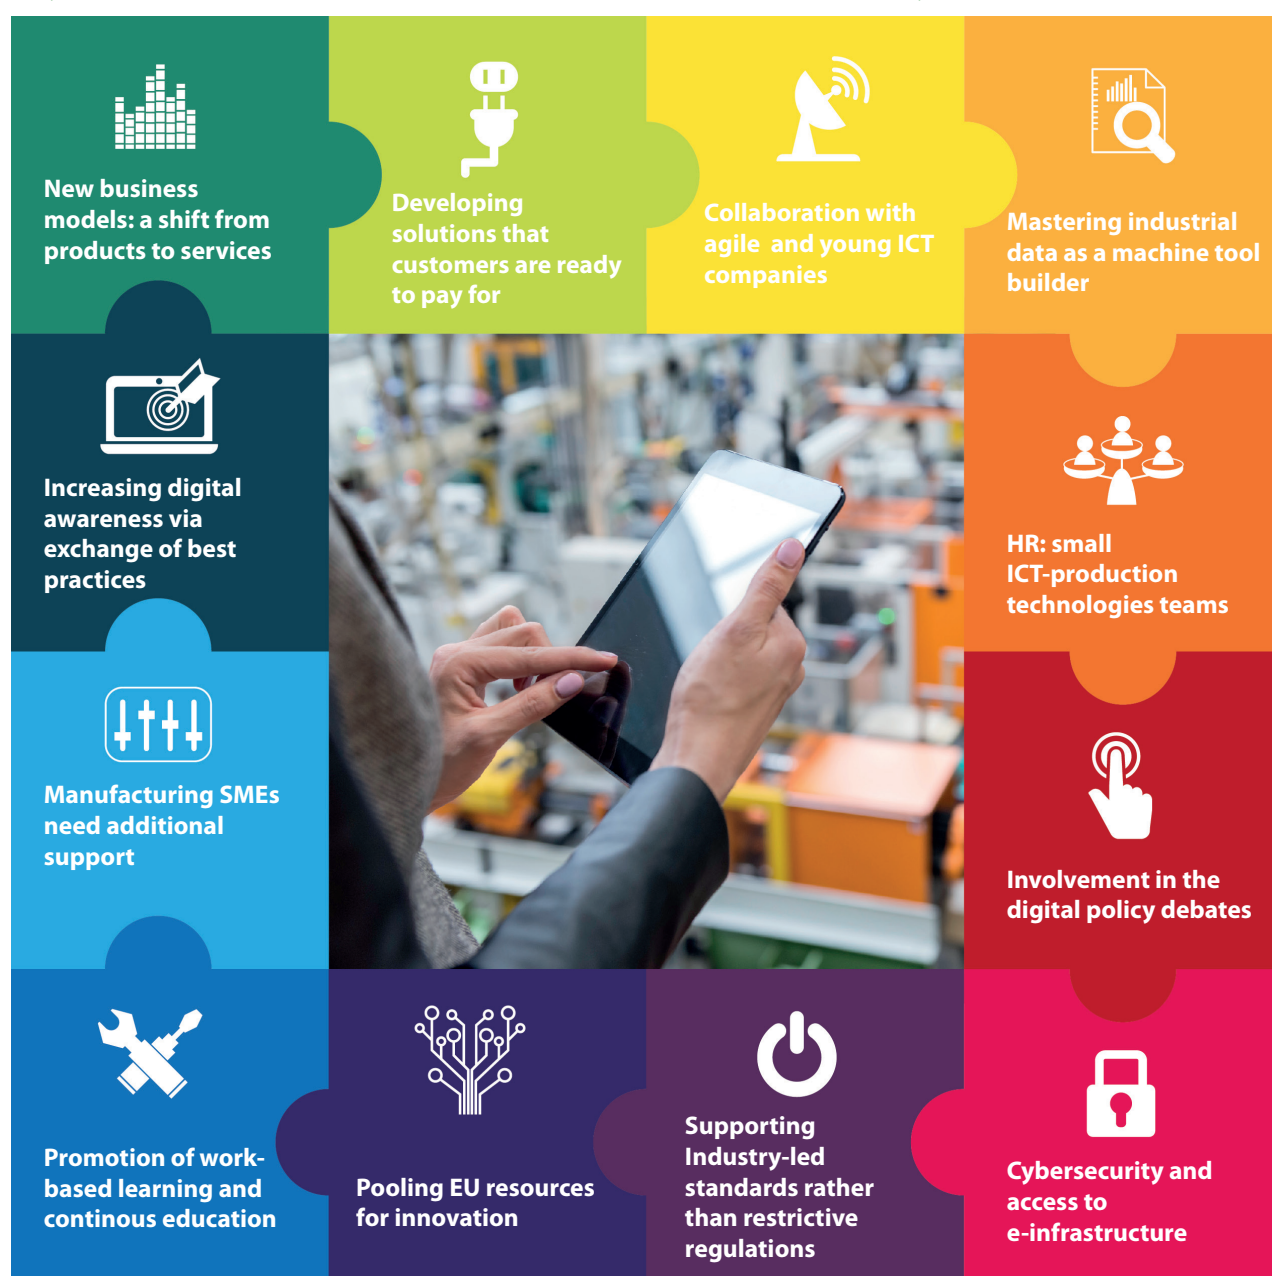 New business
models: a shift from
products to services
Developing
solutions that
customers are ready
to pay for
Collaboration with
agile and young ICT
companies
Mastering industrial
data as a machine tool
builder
Increasing digital
awareness via
exchange of best
practices
HR: small
ICT-production
technologies teams
Manufacturing SMEs
need additional
support
Involvement in the
digital policy debates
Promotion of work-
based learning and
continous education
Pooling EU resources
for innovation
Supporting
Industry-led
standards rather
than restrictive
regulations
Cybersecurity and
access to
e-infrastructure